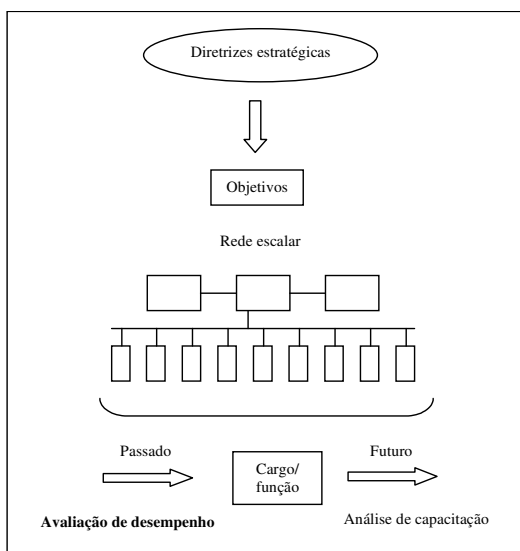 Diretrizes estratégicas
Objetivos
Rede escalar
Passado
Cargo/
função
Futuro
Avaliação de desempenho
Análise de capacitação